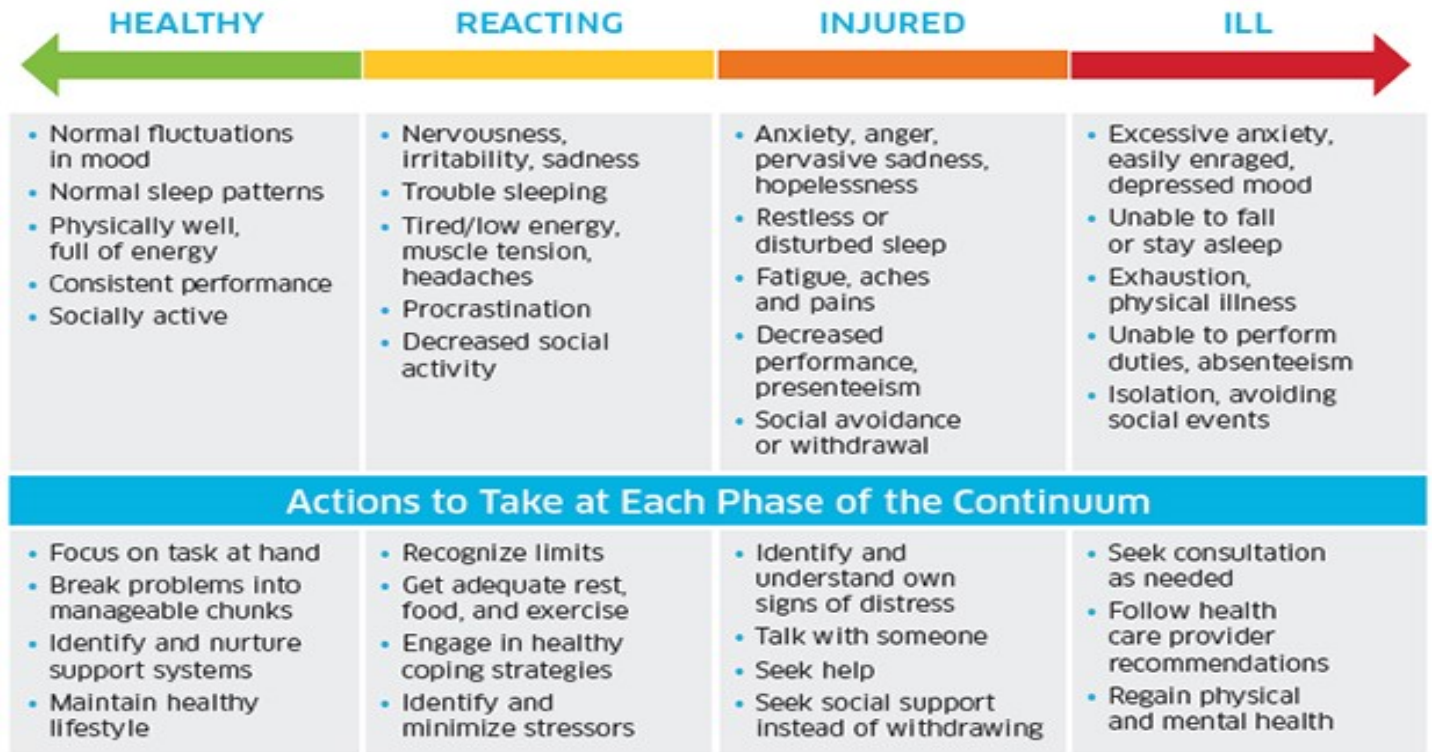 HEALTHY
REACTING
INJURED
ILL
• Normal fluctuations
in mood
• Normal sleep patterns
• Physically well,
full of energy
• Consistent performance
• Socially active
• Nervousness,
irritability, sadness
• Trouble sleeping
• Tired/low energy,
muscle tension,
headaches
• Procrastination
• Decreased social
activity
• Anxiety, anger,
pervasive sadness,
hopelessness
• Restless or
disturbed sleep
• Fatigue, aches
and pains
• Decreased
performance,
presenteeism
• Social avoidance
or withdrawal
• Excessive anxiety,
easily enraged,
depressed mood
• Unable to fall
or stay asleep
• Exhaustion,
physical illness
• Unable to perform
duties, absenteeism
• Isolation, avoiding
social events
Actions to Take at Each Phase of the Continuum
• Focus on task at hand
• Break problems into
manageable chunks
• Identify and nurture
support systems
• Maintain healthy
lifestyle
• Recognize limits
• Get adequate rest,
food, and exercise
• Engage in healthy
coping strategies
• Identify and
minimize stressors
• Identify and
understand own
signs of distress
• Talk with someone
• Seek help
• Seek social support
instead of withdrawing
• Seek consultation
as needed
• Follow health
care provider
recommendations
• Regain physical
and mental health